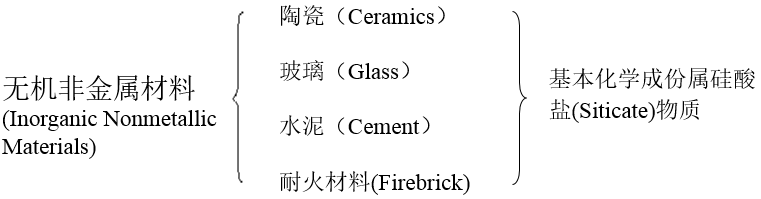 陶瓷（Ceramics）
玻璃（Glass）
无机非金属材料
(Inorganic Nonmetallic
Materials)
水泥（Cement）
耐火材料(Firebrick)
基本化学成份属硅酸
盐(Siticate)物质